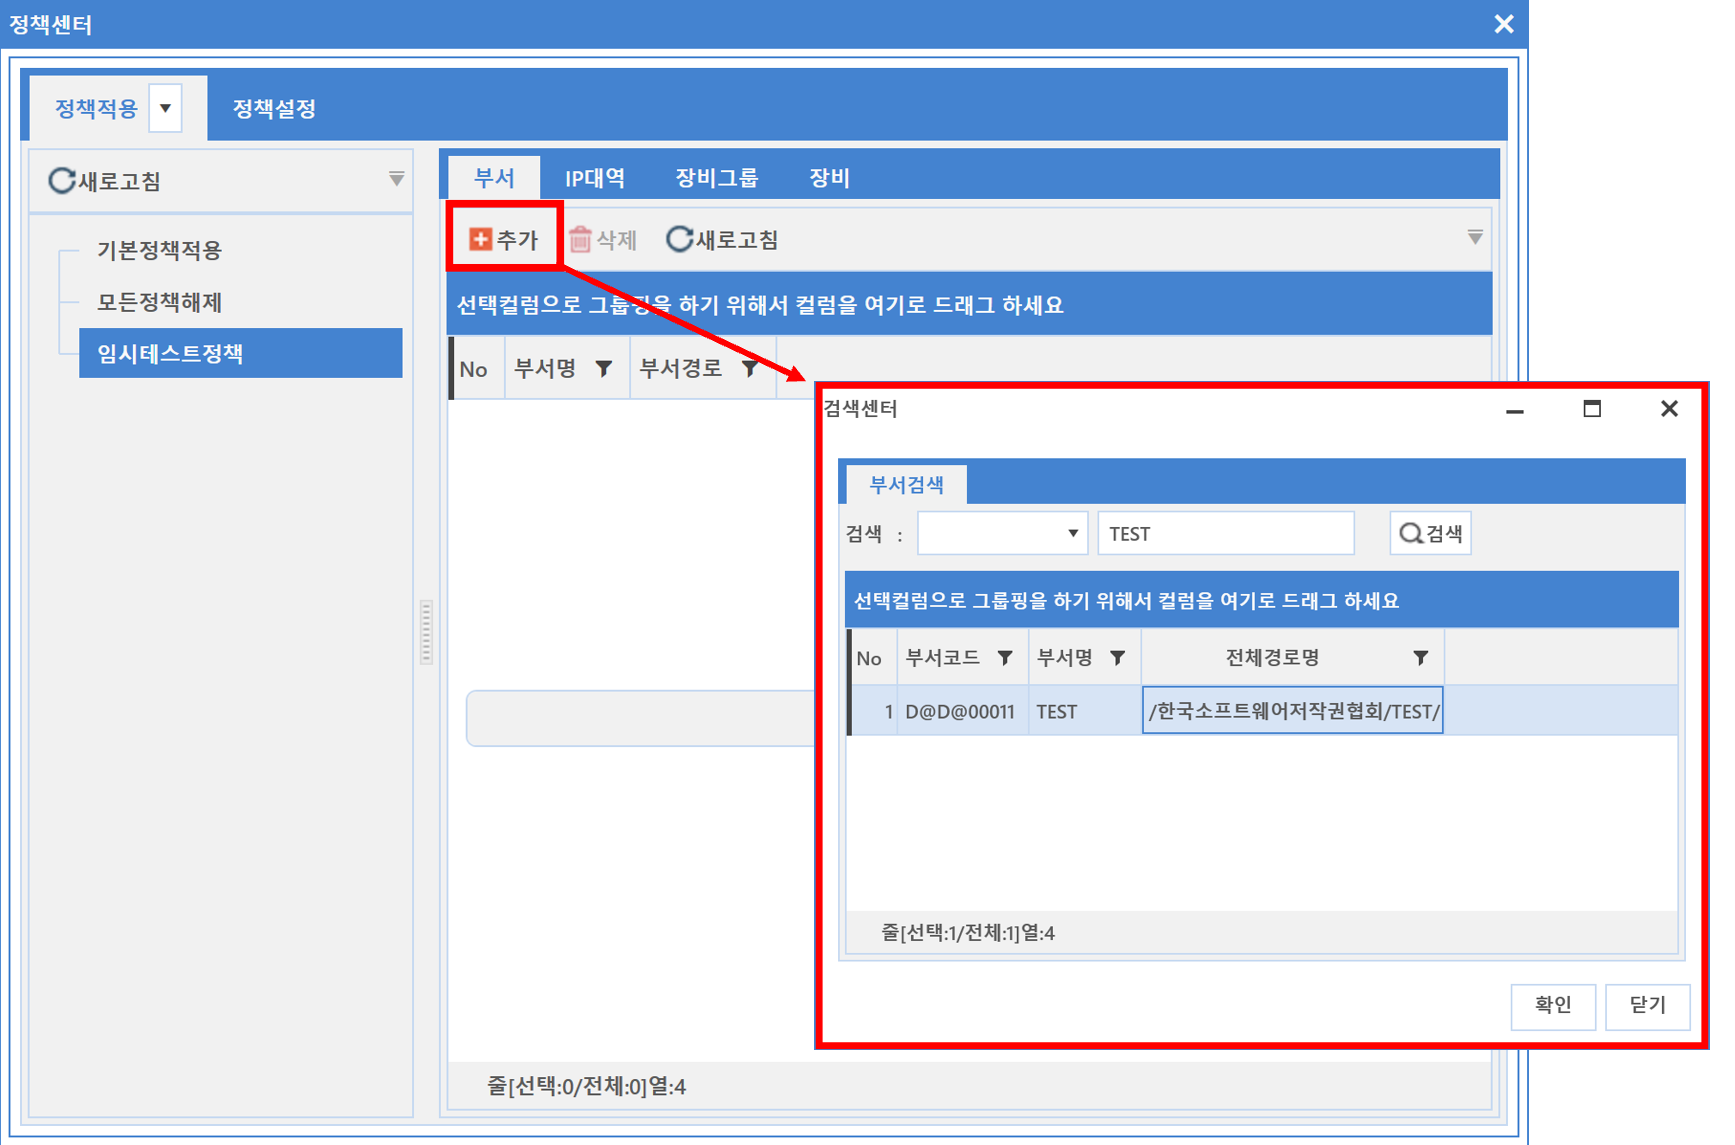 정책센터
정책적용
정책설정
새로고침
기본정책적용
모든정책해제
임시테스트정책
부서 IP대역 장비그룹 장비
추가 삭제 새로고침
선택컬럼으로 그룹핑을 하기 위해서 컬럼을 여기로 드래그 하세요
No 부서명 부서경로
검색센터
부서검색
검색 : TEST 검색
선택컬럼으로 그룹핑을 하기 위해서 컬럼을 여기로 드래그 하세요
No 부서코드 부서명 전체경로명
1 D@D@00011 TEST /한국소프트웨어저작권협회/TEST/
줄[선택:1/전체:1]열:4
확인 닫기
줄[선택:0/전체:0]열:4